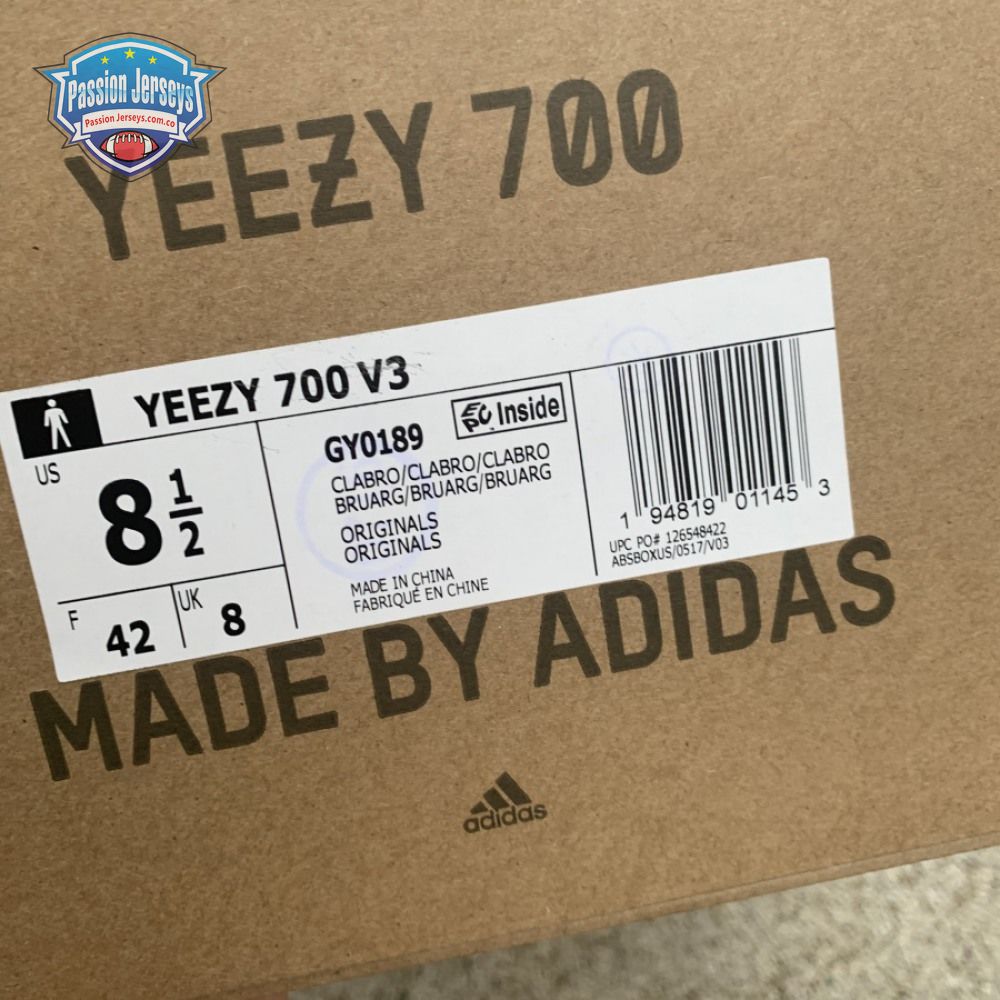 Passion Jerseys
Passion Jerseys.com.co
YEEZY 700
YEEZY 700 V3
US
8 1/2
F
42
UK
8
GY0189
EPC Inside
CLABRO/CLABRO/CLABRO
BRUARG/BRUARG/BRUARG
ORIGINALS
ORIGINALS
MADE IN CHINA
FABRIQUÉ EN CHINE
1 94819 01145 3
UPC PO# 126548422
ABSBOXUS/0517/V03
MADE BY ADIDAS
adidas